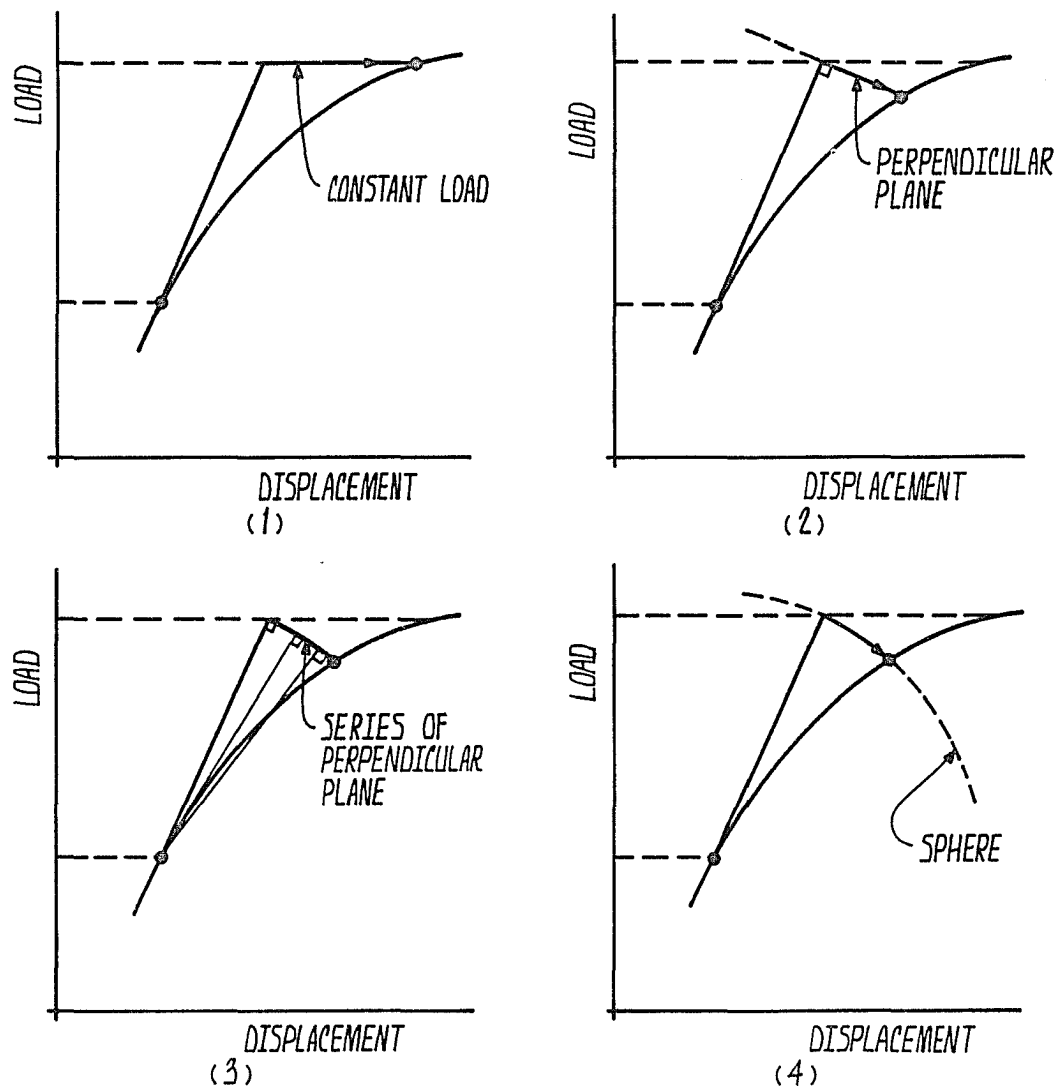 LOAD
CONSTANT LOAD
DISPLACEMENT
(1)
LOAD
PERPENDICULAR
PLANE
DISPLACEMENT
(2)
LOAD
SERIES OF
PERPENDICULAR
PLANE
DISPLACEMENT
(3)
LOAD
SPHERE
DISPLACEMENT
(4)